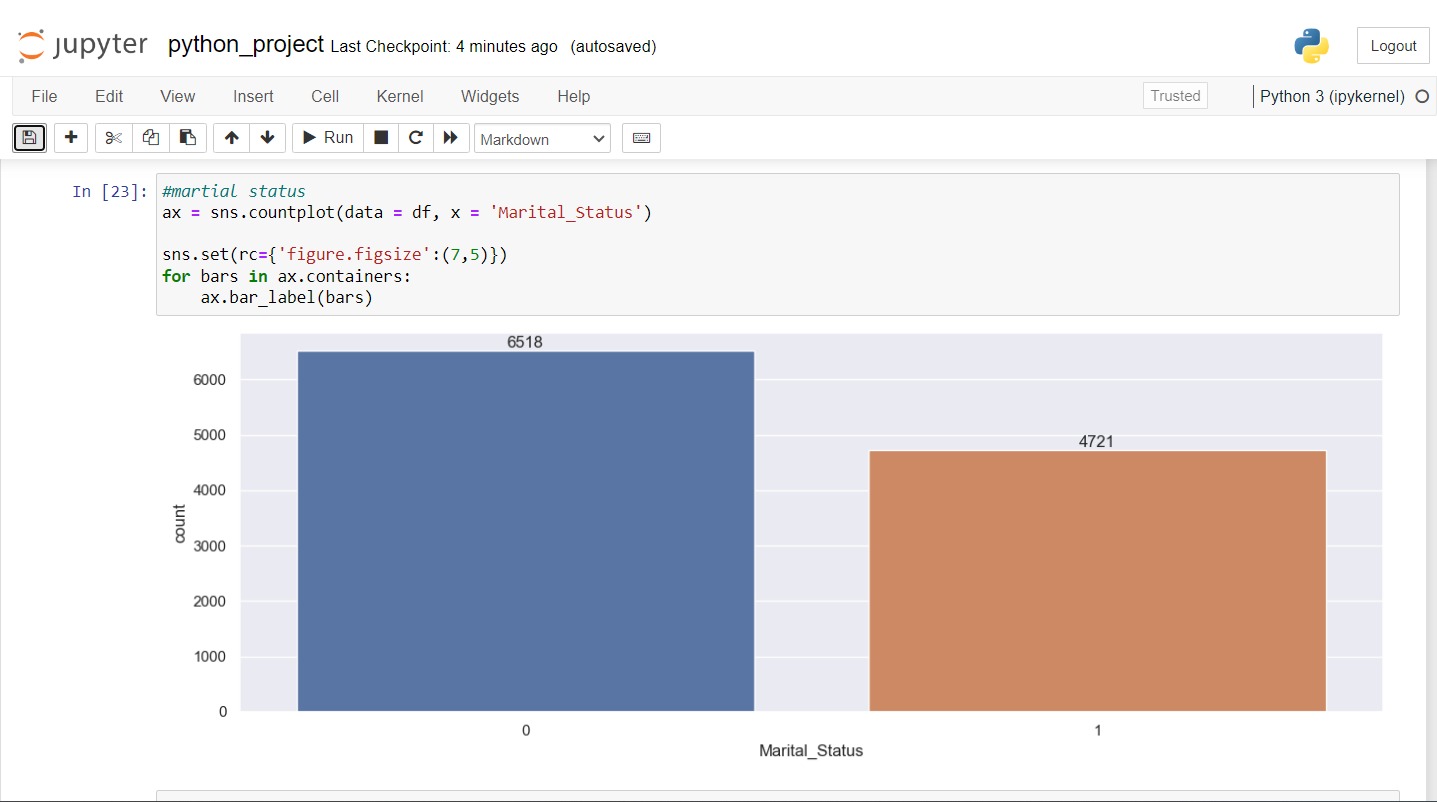 jupyter python_project Last Checkpoint: 4 minutes ago (autosaved)
Logout
File Edit View Insert Cell Kernel Widgets Help
Trusted
Python 3 (ipykernel)
Run
Markdown
In [23]:
#martial status
ax = sns.countplot(data = df, x = 'Marital_Status')
sns.set(rc={'figure.figsize':(7,5)})
for bars in ax.containers:
    ax.bar_label(bars)
6518
4721
6000
5000
4000
3000
2000
1000
0
count
0
1
Marital_Status